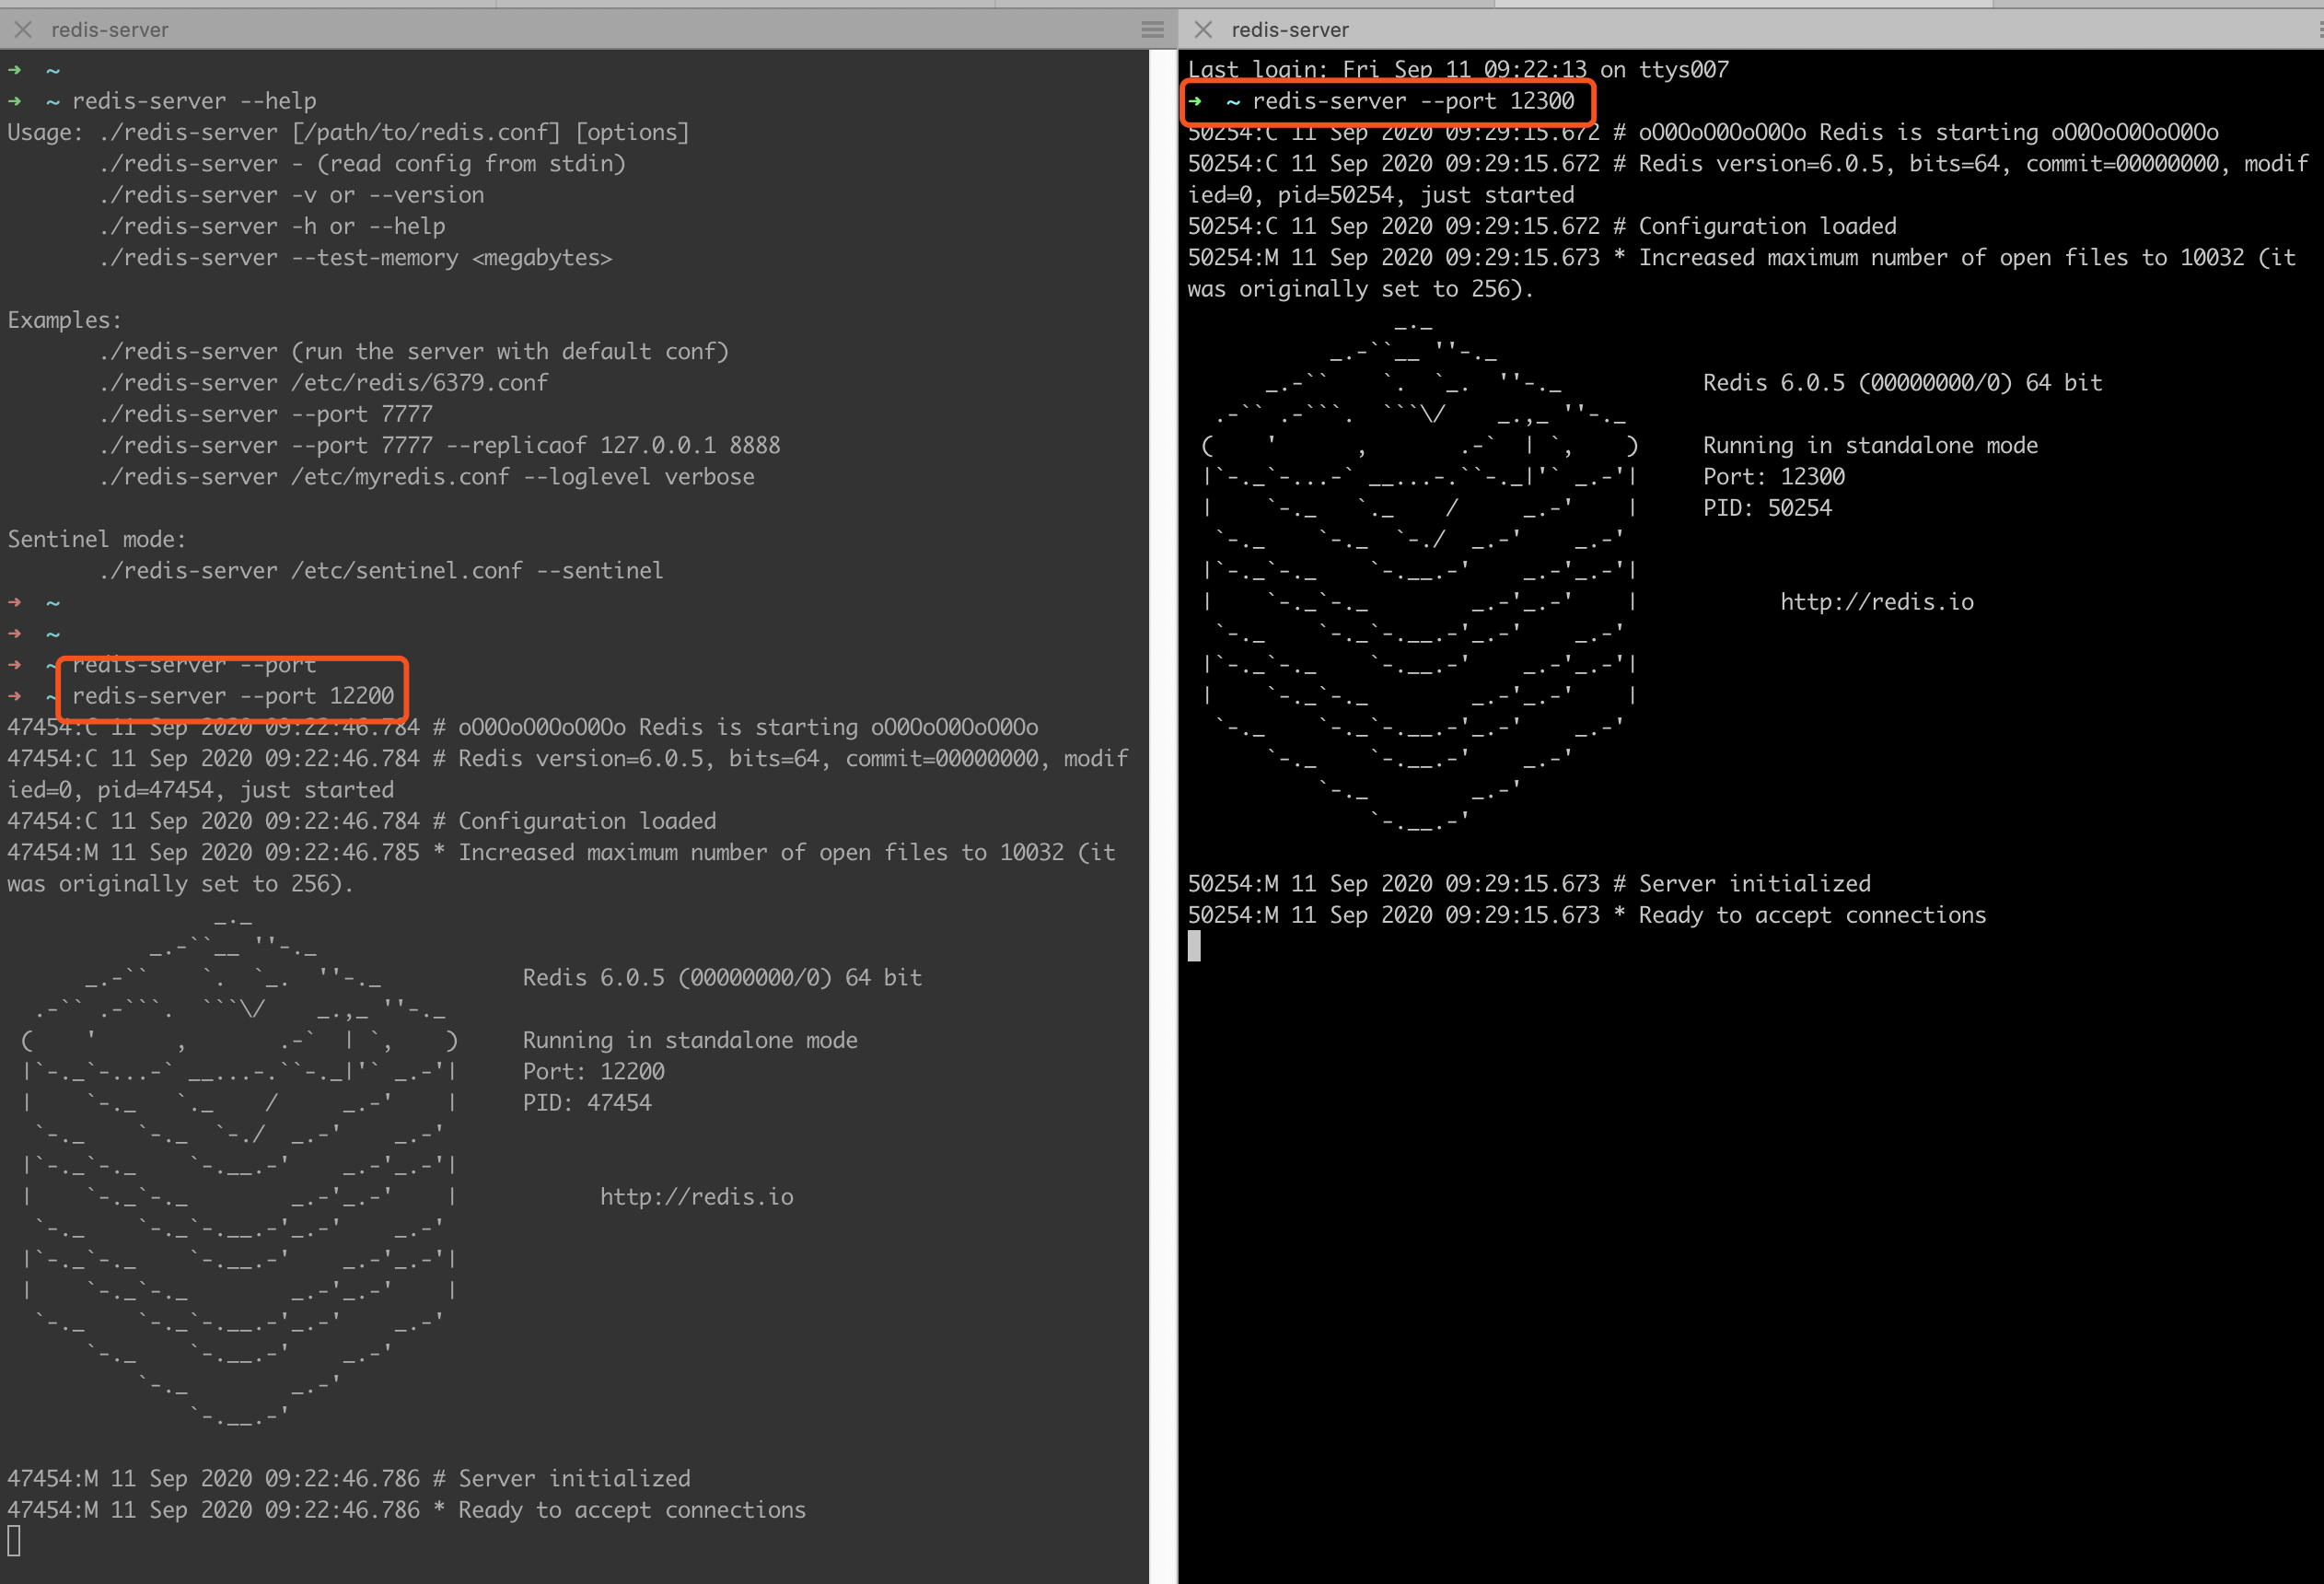 redis-server
➜  ~
➜  ~ redis-server --help
Usage: ./redis-server [/path/to/redis.conf] [options]
       ./redis-server - (read config from stdin)
       ./redis-server -v or --version
       ./redis-server -h or --help
       ./redis-server --test-memory <megabytes>
Examples:
       ./redis-server (run the server with default conf)
       ./redis-server /etc/redis/6379.conf
       ./redis-server --port 7777
       ./redis-server --port 7777 --replicaof 127.0.0.1 8888
       ./redis-server /etc/myredis.conf --loglevel verbose
Sentinel mode:
       ./redis-server /etc/sentinel.conf --sentinel
➜  ~
➜  ~
➜  ~ redis-server --port
➜  ~ redis-server --port 12200
47454:C 11 Sep 2020 09:22:46.784 # oO0OoO0OoO0Oo Redis is starting oO0OoO0OoO0Oo
47454:C 11 Sep 2020 09:22:46.784 # Redis version=6.0.5, bits=64, commit=00000000, modif
ied=0, pid=47454, just started
47454:C 11 Sep 2020 09:22:46.784 # Configuration loaded
47454:M 11 Sep 2020 09:22:46.785 * Increased maximum number of open files to 10032 (it
was originally set to 256).
Redis 6.0.5 (00000000/0) 64 bit
Running in standalone mode
Port: 12200
PID: 47454
http://redis.io
47454:M 11 Sep 2020 09:22:46.786 # Server initialized
47454:M 11 Sep 2020 09:22:46.786 * Ready to accept connections
redis-server
Last login: Fri Sep 11 09:22:13 on ttys007
➜  ~ redis-server --port 12300
50254:C 11 Sep 2020 09:29:15.672 # oO0OoO0OoO0Oo Redis is starting oO0OoO0OoO0Oo
50254:C 11 Sep 2020 09:29:15.672 # Redis version=6.0.5, bits=64, commit=00000000, modif
ied=0, pid=50254, just started
50254:C 11 Sep 2020 09:29:15.672 # Configuration loaded
50254:M 11 Sep 2020 09:29:15.673 * Increased maximum number of open files to 10032 (it
was originally set to 256).
Redis 6.0.5 (00000000/0) 64 bit
Running in standalone mode
Port: 12300
PID: 50254
http://redis.io
50254:M 11 Sep 2020 09:29:15.673 # Server initialized
50254:M 11 Sep 2020 09:29:15.673 * Ready to accept connections